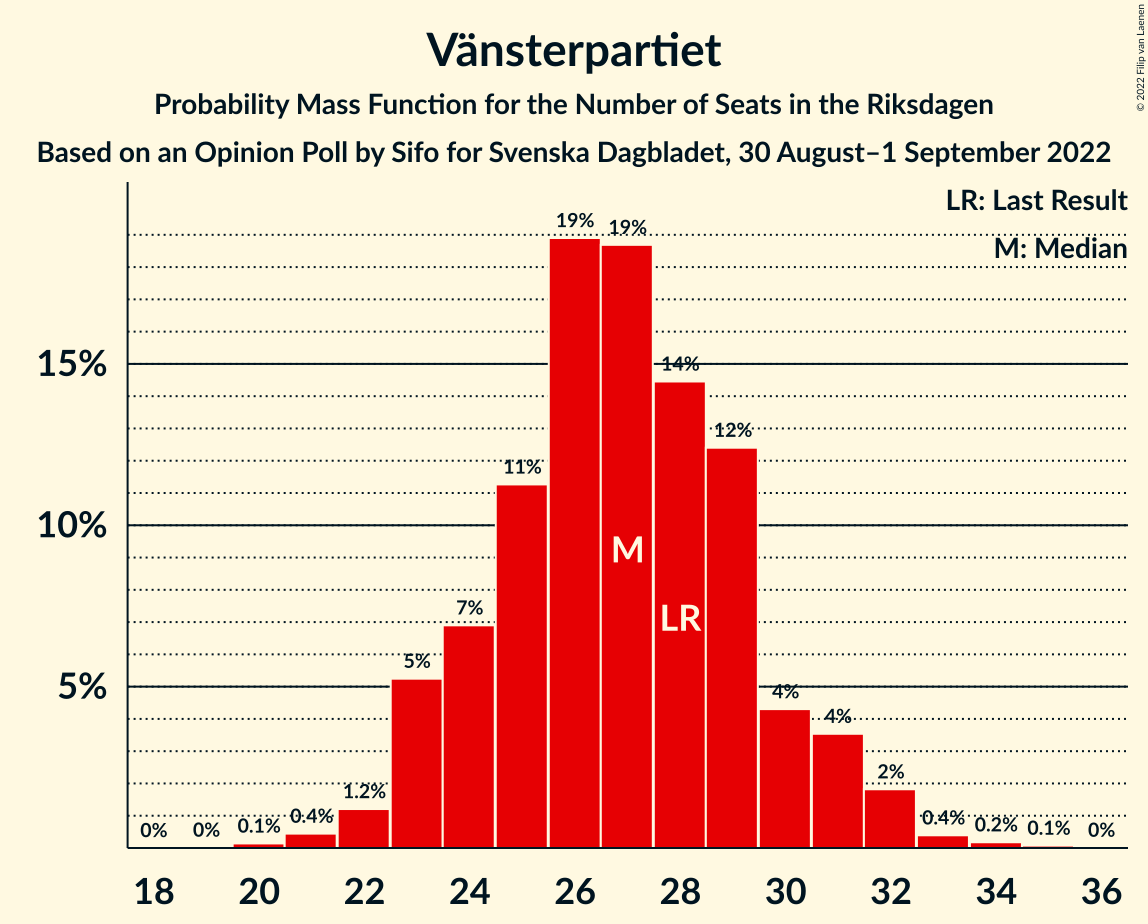 Vänsterpartiet
Probability Mass Function for the Number of Seats in the Riksdagen
Based on an Opinion Poll by Sifo for Svenska Dagbladet, 30 August–1 September 2022
© 2022 Filip van Laenen
LR: Last Result
M: Median
15%
10%
5%
0%
0%
0.1%
0.4%
1.2%
5%
7%
11%
19%
19%
14%
12%
4%
4%
2%
0.4%
0.2%
0.1%
0%
M
LR
18 20 22 24 26 28 30 32 34 36